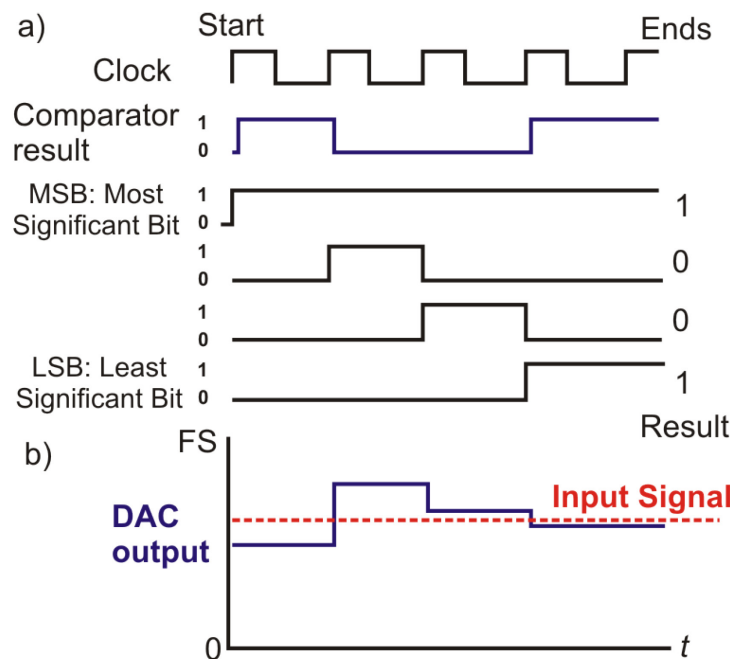 a)
Start
Ends
Clock
Comparator
result
1
0
MSB: Most
Significant Bit
1
0
1
1
0
0
1
0
0
LSB: Least
Significant Bit
1
0
1
Result
b)
FS
DAC
output
Input Signal
0
t